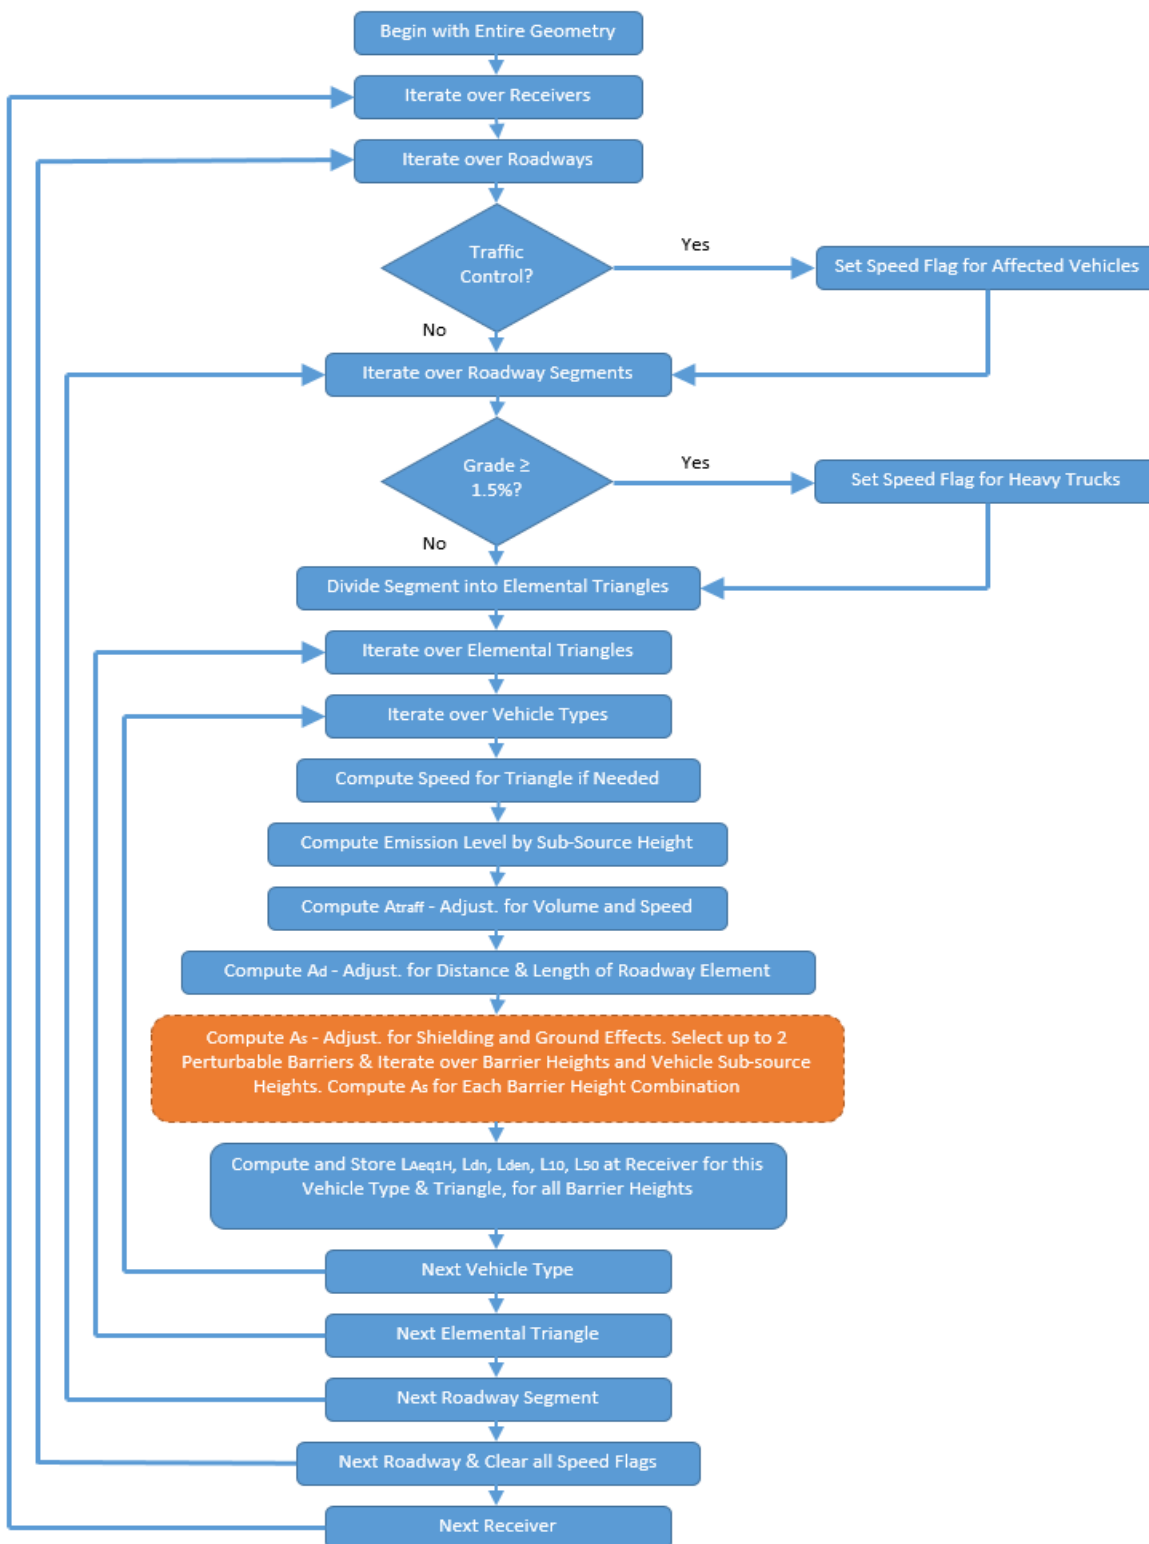 Begin with Entire Geometry
Iterate over Receivers
Iterate over Roadways
Traffic
Control?
Yes
Set Speed Flag for Affected Vehicles
No
Iterate over Roadway Segments
Grade ≥
1.5%?
Yes
Set Speed Flag for Heavy Trucks
No
Divide Segment into Elemental Triangles
Iterate over Elemental Triangles
Iterate over Vehicle Types
Compute Speed for Triangle if Needed
Compute Emission Level by Sub-Source Height
Compute Atraff - Adjust. for Volume and Speed
Compute Ad - Adjust. for Distance & Length of Roadway Element
Compute As - Adjust. for Shielding and Ground Effects. Select up to 2
Perturbable Barriers & Iterate over Barrier Heights and Vehicle Sub-source
Heights. Compute As for Each Barrier Height Combination
Compute and Store LAeq1H, Ldn, Lden, L10, L50 at Receiver for this
Vehicle Type & Triangle, for all Barrier Heights
Next Vehicle Type
Next Elemental Triangle
Next Roadway Segment
Next Roadway & Clear all Speed Flags
Next Receiver